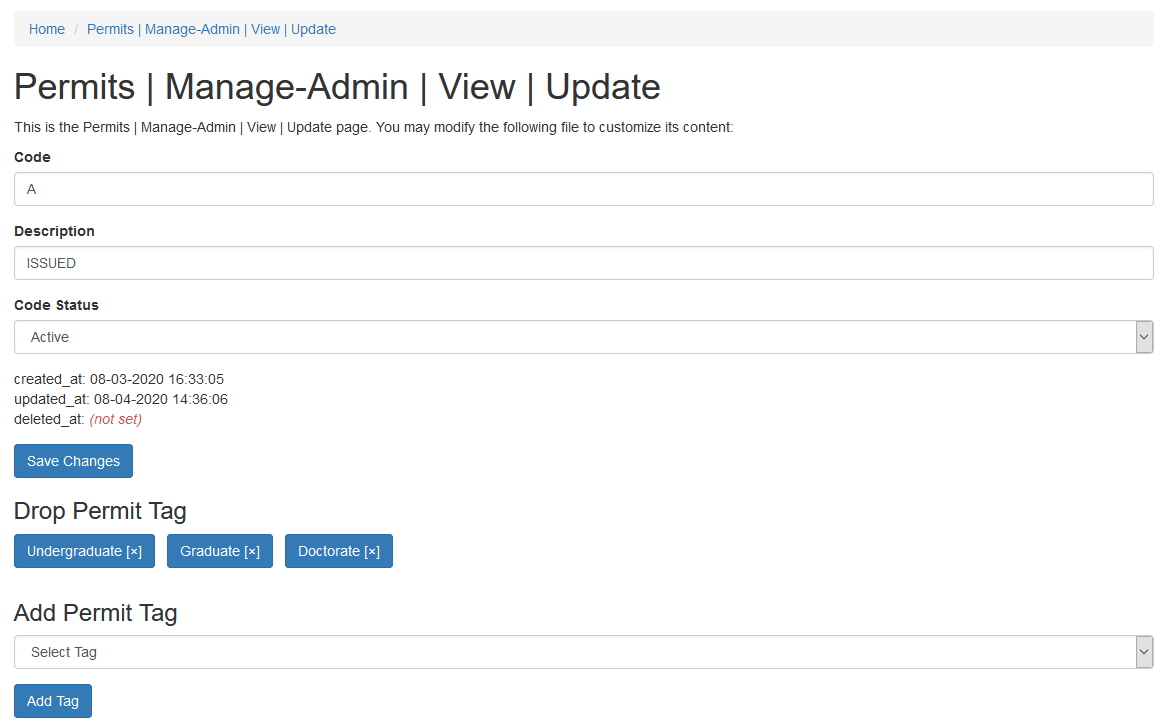 Home / Permits | Manage-Admin | View | Update
Permits | Manage-Admin | View | Update
This is the Permits | Manage-Admin | View | Update page. You may modify the following file to customize its content:
Code
A
Description
ISSUED
Code Status
Active
created_at: 08-03-2020 16:33:05
updated_at: 08-04-2020 14:36:06
deleted_at: (not set)
Save Changes
Drop Permit Tag
Undergraduate [×] Graduate [×] Doctorate [×]
Add Permit Tag
Select Tag
Add Tag